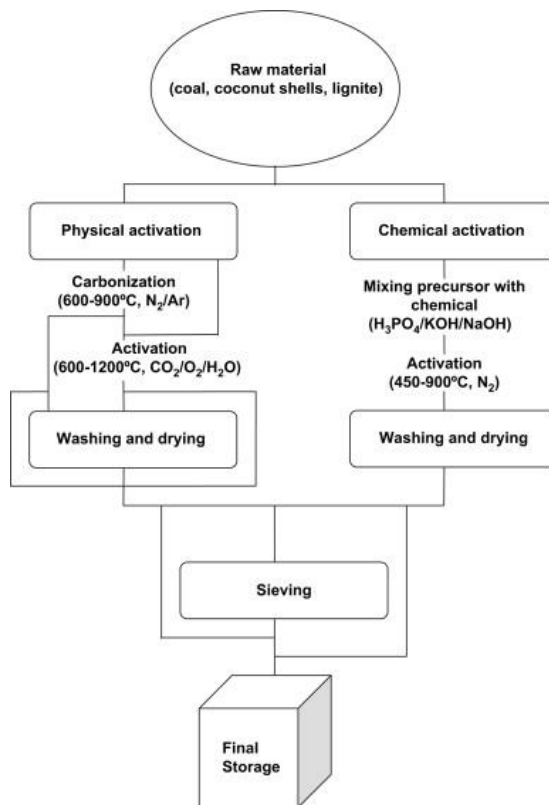 Raw material
(coal, coconut shells, lignite)
Physical activation
Carbonization
(600-900ºC, N₂/Ar)
Activation
(600-1200ºC, CO₂/O₂/H₂O)
Washing and drying
Chemical activation
Mixing precursor with
chemical
(H₃PO₄/KOH/NaOH)
Activation
(450-900ºC, N₂)
Washing and drying
Sieving
Final
Storage